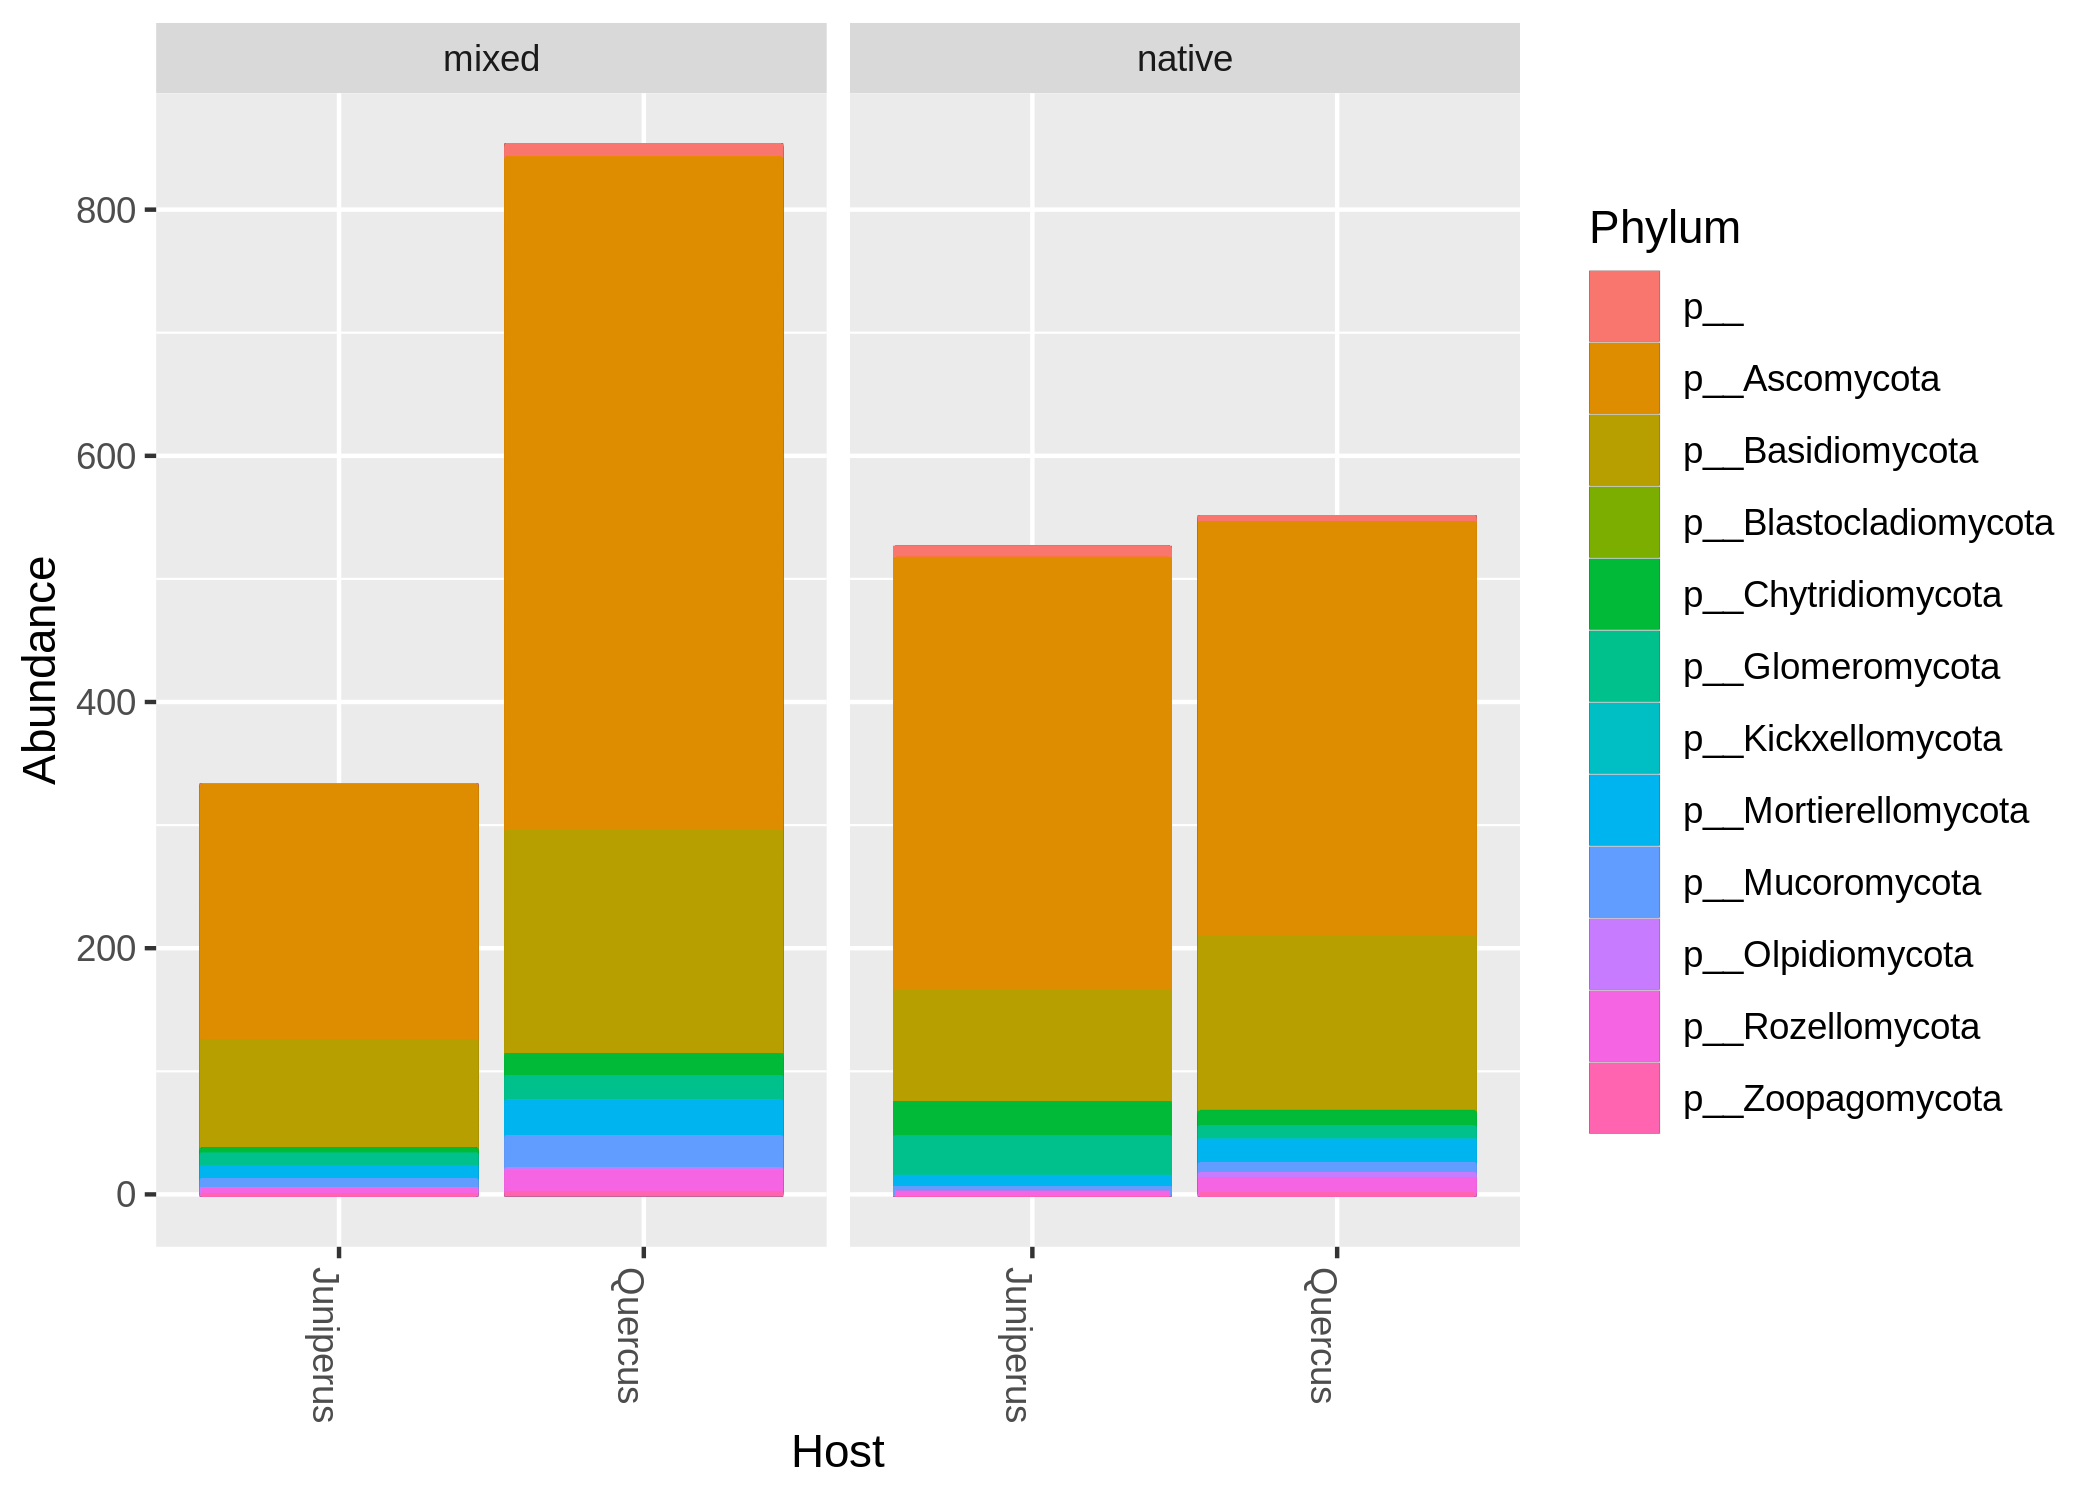 mixed
native
800
600
400
200
0
Abundance
Juniperus
Quercus
Juniperus
Quercus
Host
Phylum
p__
p__Ascomycota
p__Basidiomycota
p__Blastocladiomycota
p__Chytridiomycota
p__Glomeromycota
p__Kickxellomycota
p__Mortierellomycota
p__Mucoromycota
p__Olpidiomycota
p__Rozellomycota
p__Zoopagomycota